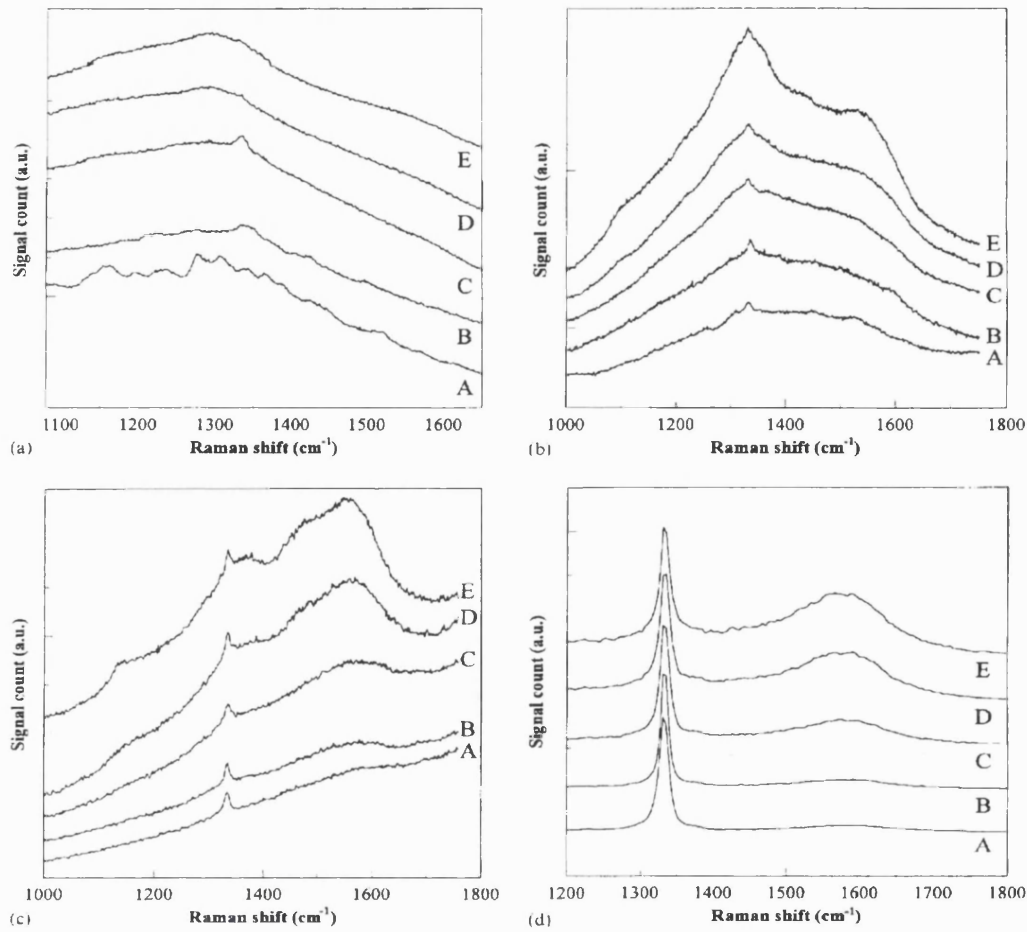 Signal count (a.u.)
E
D
C
B
A
1100 1200 1300 1400 1500 1600
(a) Raman shift (cm⁻¹)
Signal count (a.u.)
E
D
C
B
A
1000 1200 1400 1600 1800
Raman shift (cm⁻¹)
(b)
Signal count (a.u.)
E
D
C
B
A
1000 1200 1400 1600 1800
(c) Raman shift (cm⁻¹)
Signal count (a.u.)
E
D
C
B
A
1200 1300 1400 1500 1600 1700 1800
(d) Raman shift (cm⁻¹)